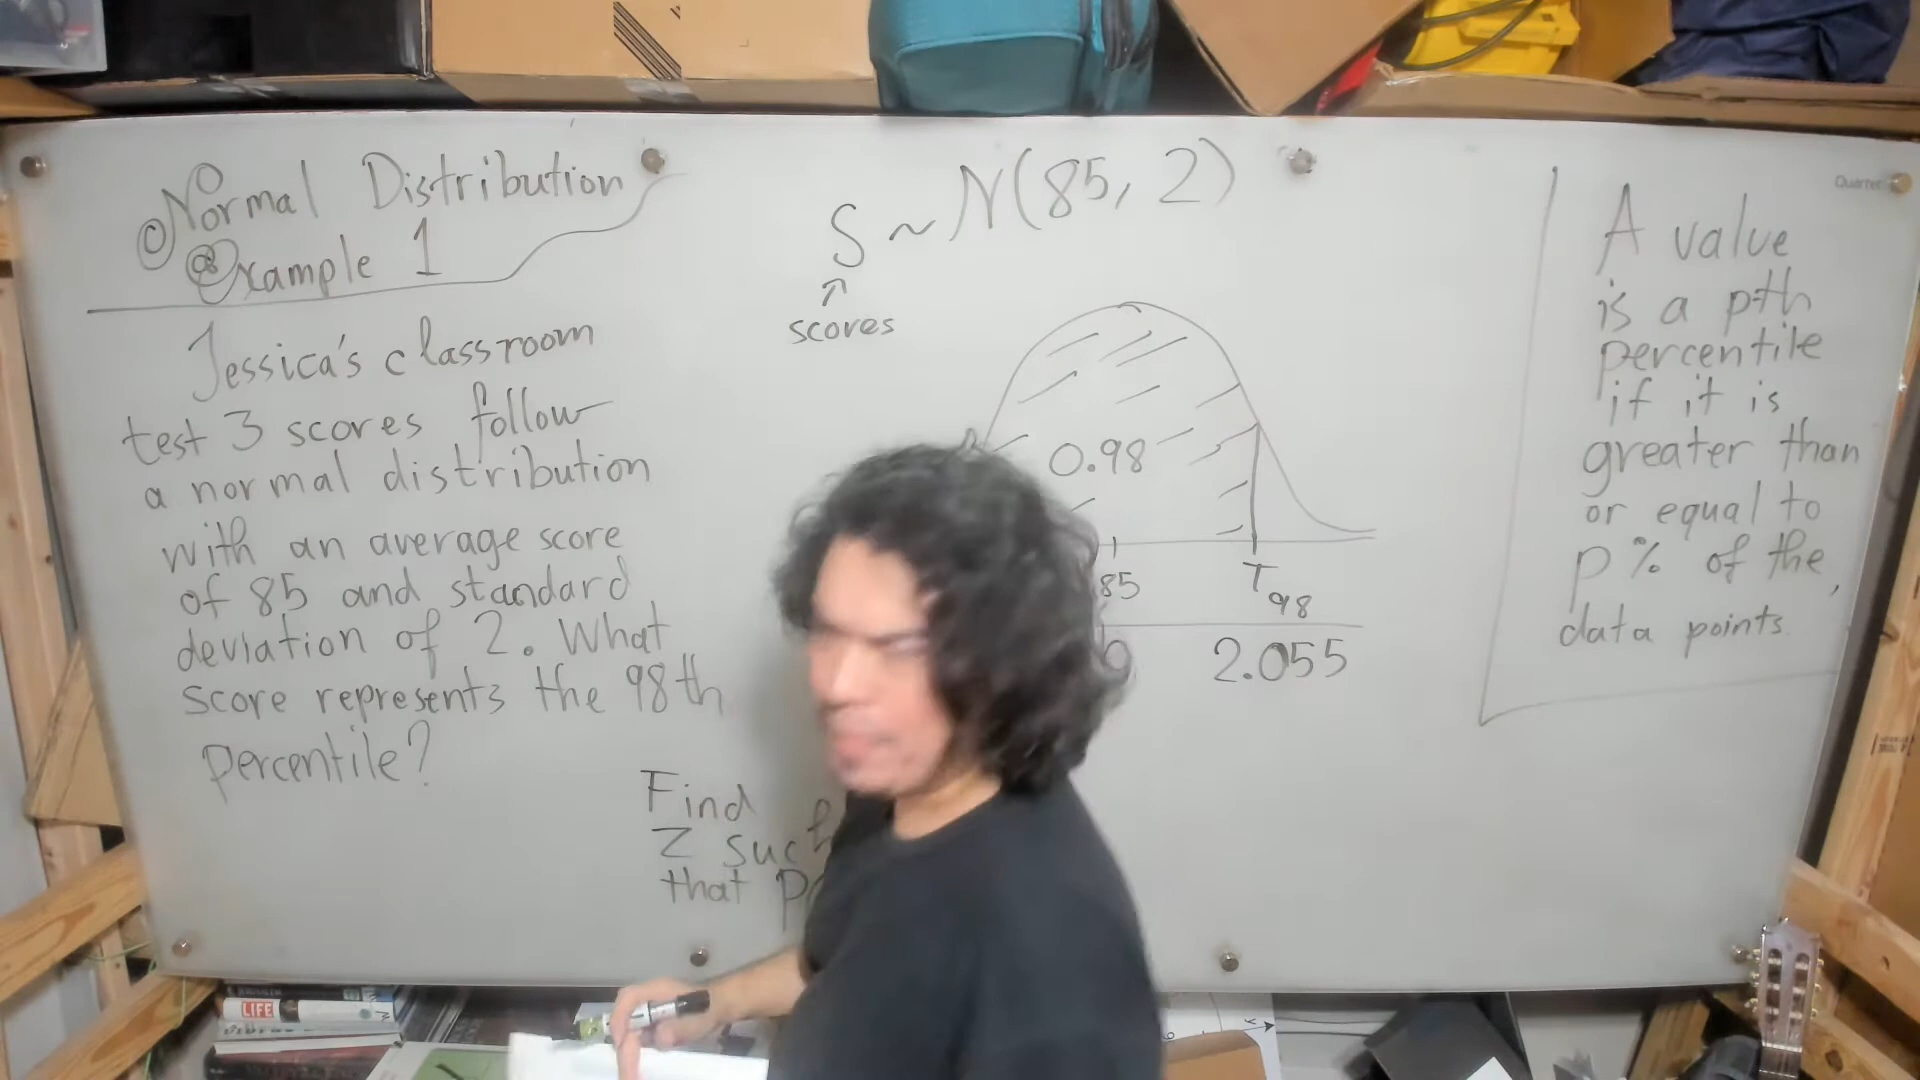 Normal Distribution
Example 1
Jessica's classroom
test 3 scores follow
a normal distribution
with an average score
of 85 and standard
deviation of 2. What
score represents the 98th
percentile?
S ~ N(85, 2)
↑
scores
0.98
85
T98
0
2.055
Find
Z such
that
A value
is a pth
percentile
if it is
greater than
or equal to
p% of the
data points.
Quartet
LIFE